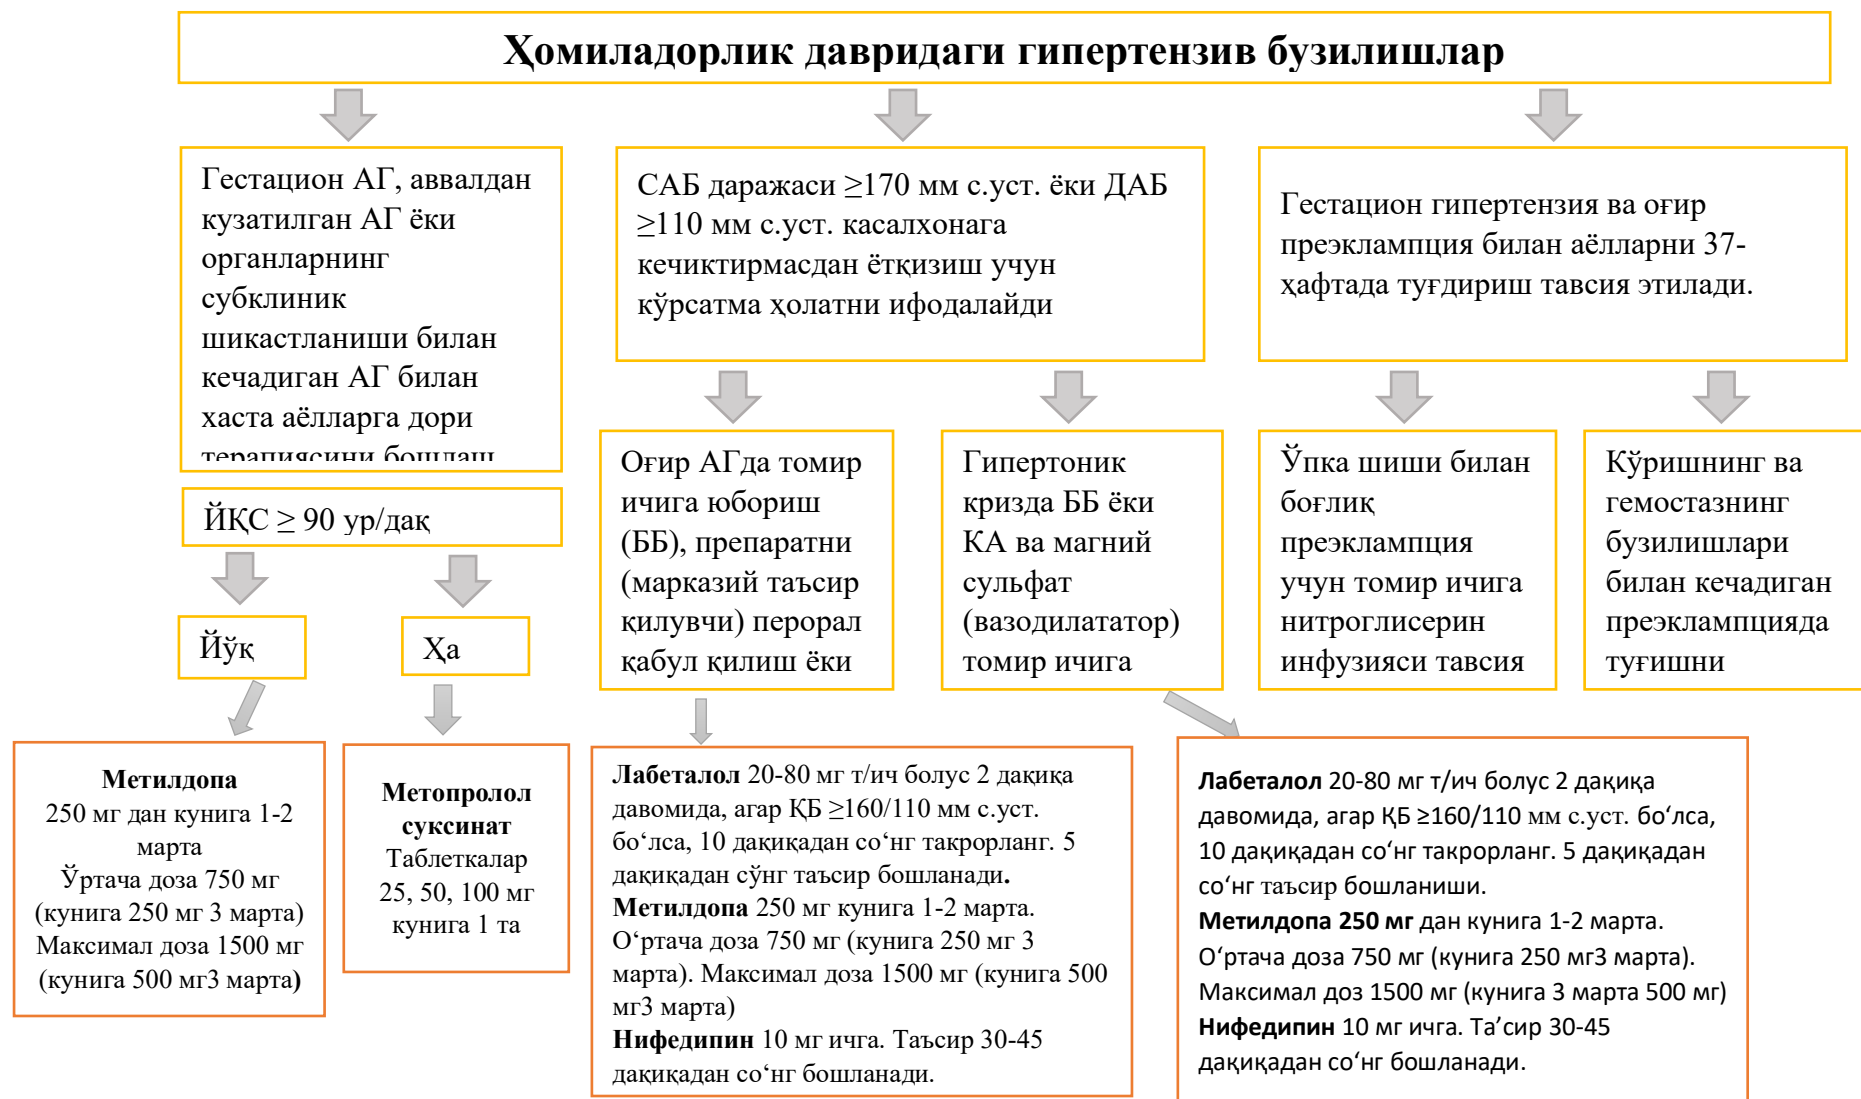 Ҳомиладорлик давридаги гипертензив бузилишлар
Гестацион АГ, аввалдан
кузатилган АГ ёки
органларнинг
субклиник
шикастланиши билан
кечадиган АГ билан
хаста аёлларга дори
терапиясини бошлаш
ЙҚС ≥ 90 ур/дақ
Йўқ
Ҳа
Метилдопа
250 мг дан кунига 1-2
марта
Ўртача доза 750 мг
(кунига 250 мг 3 марта)
Максимал доза 1500 мг
(кунига 500 мг3 марта)
Метопролол
суксинат
Таблеткалар
25, 50, 100 мг
кунига 1 та
САБ даражаси ≥170 мм с.уст. ёки ДАБ
≥110 мм с.уст. касалхонага
кечиктирмасдан ётқизиш учун
кўрсатма ҳолатни ифодалайди
Оғир АГда томир
ичига юбориш
(ББ), препаратни
(марказий таъсир
қилувчи) перорал
қабул қилиш ёки
Гипертоник
кризда ББ ёки
КА ва магний
сульфат
(вазодилататор)
томир ичига
Лабеталол 20-80 мг т/ич болус 2 дақиқа
давомида, агар ҚБ ≥160/110 мм с.уст.
бо‘лса, 10 дақиқадан со‘нг такрорланг. 5
дақиқадан сўнг таъсир бошланади.
Метилдопа 250 мг кунига 1-2 марта.
О‘ртача доза 750 мг (кунига 250 мг 3
марта). Максимал доза 1500 мг (кунига 500
мг3 марта)
Нифедипин 10 мг ичга. Таъсир 30-45
дақиқадан со‘нг бошланади.
Лабеталол 20-80 мг т/ич болус 2 дақиқа
давомида, агар ҚБ ≥160/110 мм с.уст. бо‘лса,
10 дақиқадан со‘нг такрорланг. 5 дақиқадан
со‘нг таъсир бошланиши.
Метилдопа 250 мг дан кунига 1-2 марта.
О‘ртача доза 750 мг (кунига 250 мг3 марта).
Максимал доз 1500 мг (кунига 3 марта 500 мг)
Нифедипин 10 мг ичга. Та’сир 30-45
дақиқадан со‘нг бошланади.
Гестацион гипертензия ва оғир
преэклампция билан аёлларни 37-
ҳафтада туғдириш тавсия этилади.
Ўпка шиши билан
боғлиқ
преэклампция
учун томир ичига
нитроглисерин
инфузияси тавсия
Кўришнинг ва
гемостазнинг
бузилишлари
билан кечадиган
преэклампцияда
туғишни